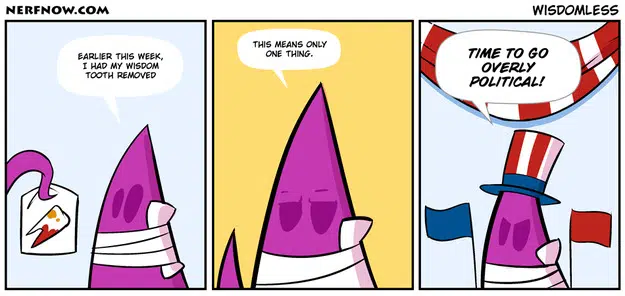 NERFNOW.COM
WISDOMLESS
EARLIER THIS WEEK,
I HAD MY WISDOM
TOOTH REMOVED
THIS MEANS ONLY
ONE THING.
TIME TO GO
OVERLY
POLITICAL!